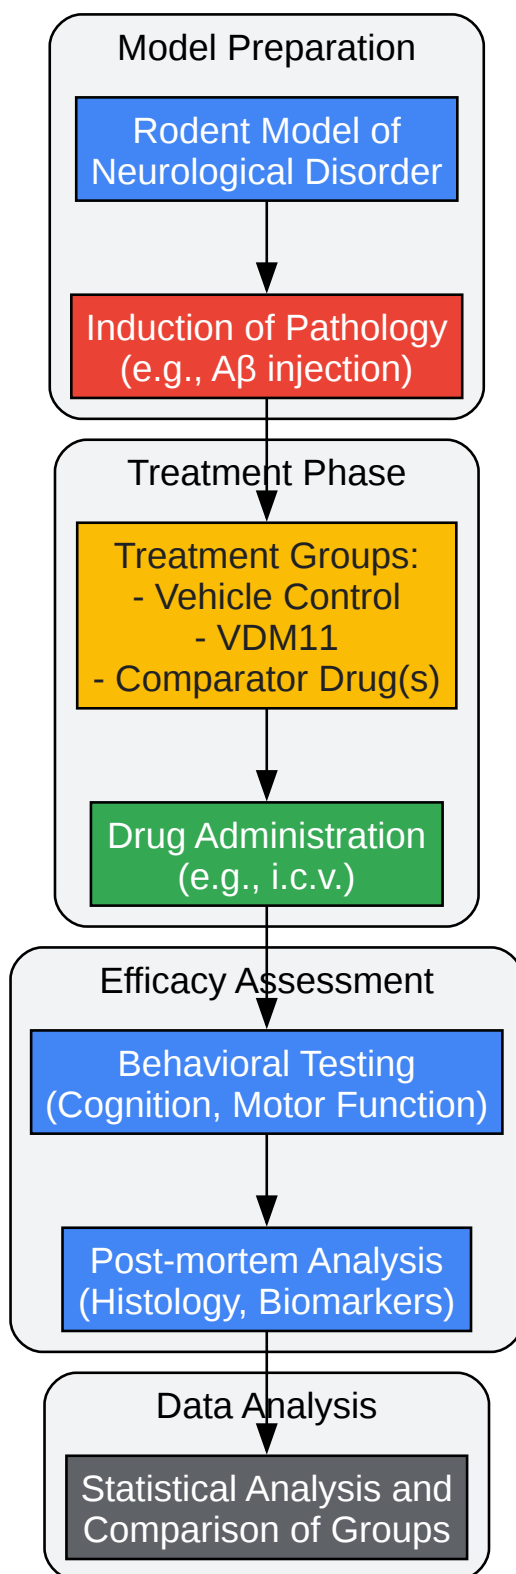 Model Preparation
Rodent Model of
Neurological Disorder
Induction of Pathology
(e.g., Aβ injection)
Treatment Phase
Treatment Groups:
- Vehicle Control
- VDM11
- Comparator Drug(s)
Drug Administration
(e.g., i.c.v.)
Efficacy Assessment
Behavioral Testing
(Cognition, Motor Function)
Post-mortem Analysis
(Histology, Biomarkers)
Data Analysis
Statistical Analysis and
Comparison of Groups